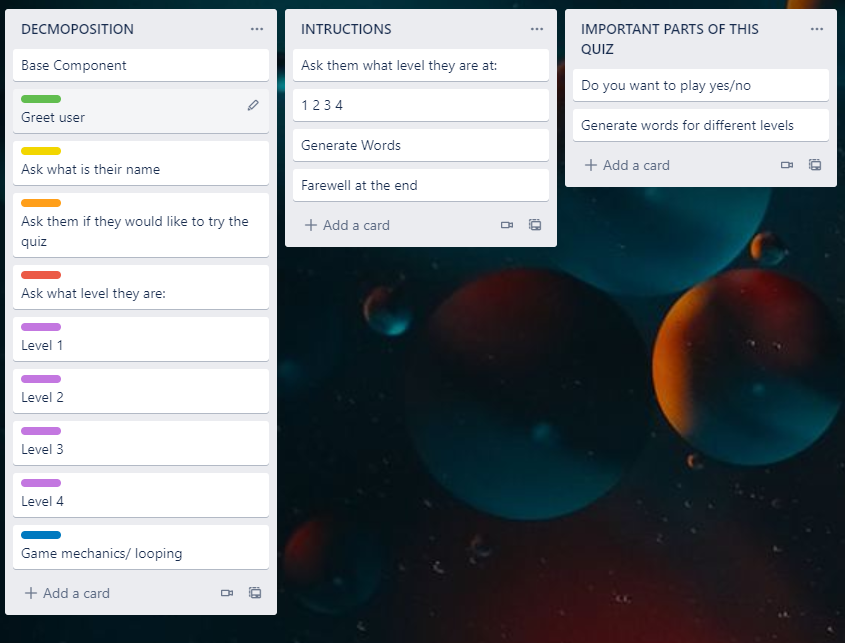 DECMOPOSITION
Base Component
Greet user
Ask what is their name
Ask them if they would like to try the
quiz
Ask what level they are:
Level 1
Level 2
Level 3
Level 4
Game mechanics/ looping
+ Add a card
INTRUCTIONS
Ask them what level they are at:
1 2 3 4
Generate Words
Farewell at the end
+ Add a card
IMPORTANT PARTS OF THIS
QUIZ
Do you want to play yes/no
Generate words for different levels
+ Add a card